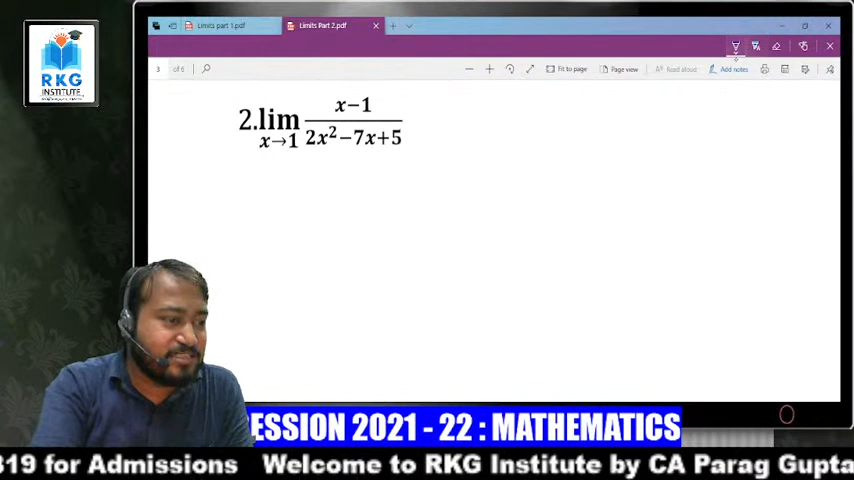 RKG
INSTITUTE
Limits part 1.pdf
Limits Part 2.pdf
3 of 6
Fit to page
Page view
Read aloud
Add notes
2. lim x→1 (x−1)/(2x²−7x+5)
ESSION 2021 - 22 : MATHEMATICS
319 for Admissions Welcome to RKG Institute by CA Parag Gupta